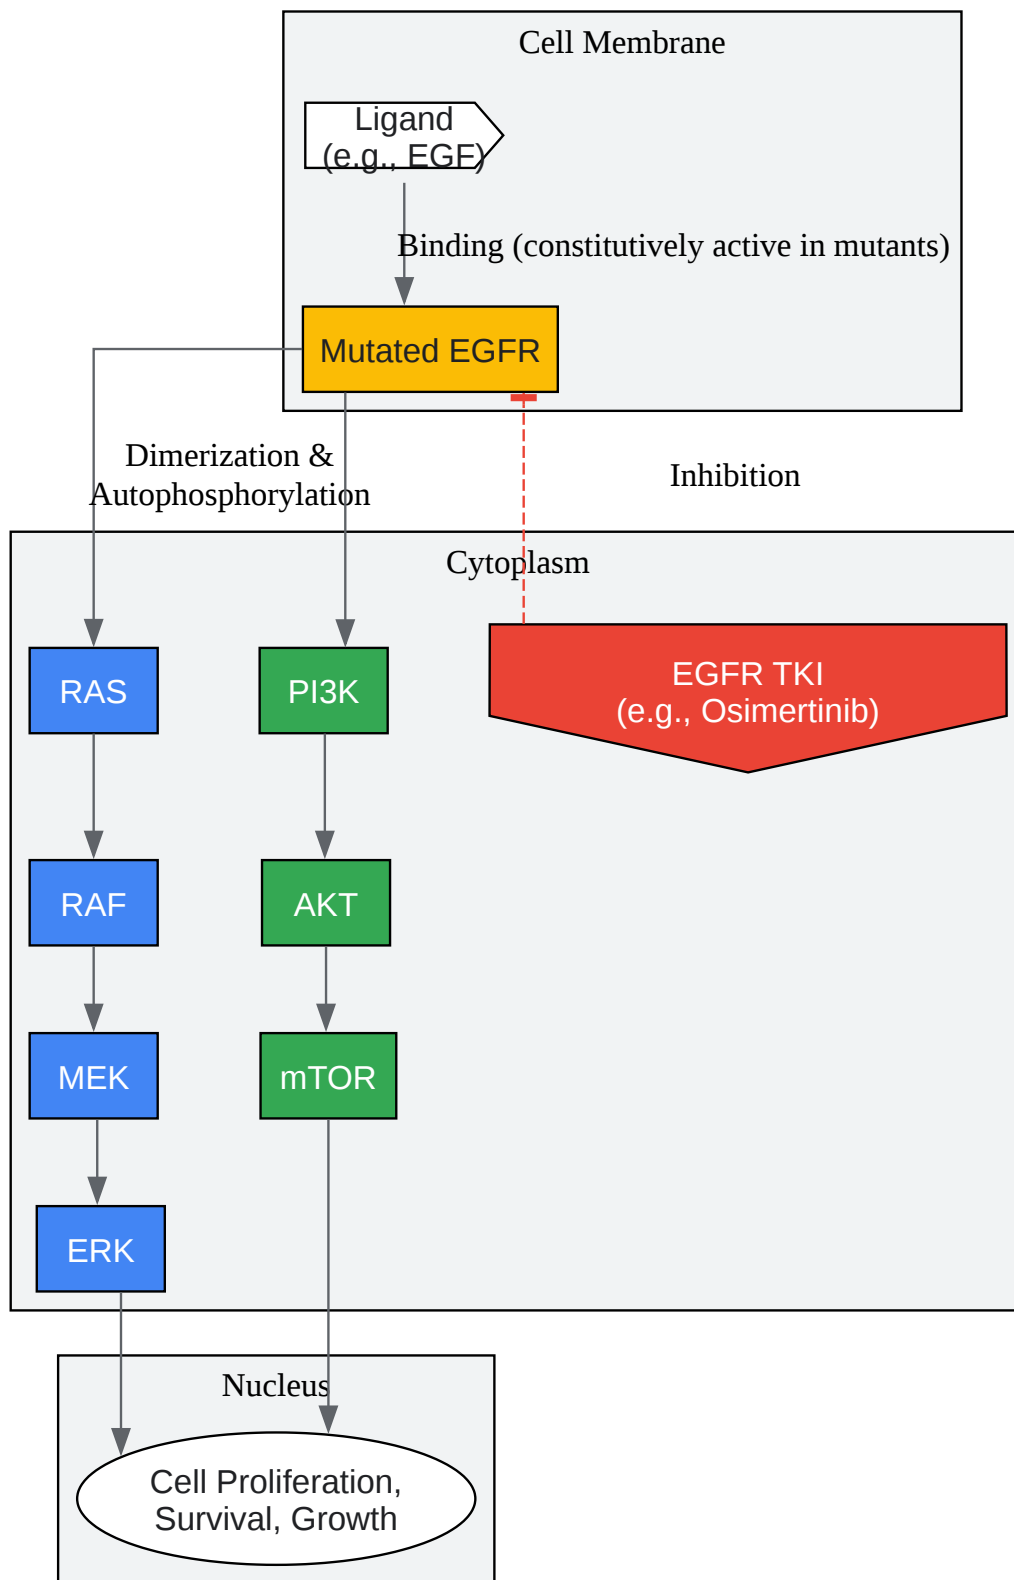 Cell Membrane
Ligand
(e.g., EGF)
Binding (constitutively active in mutants)
Mutated EGFR
Dimerization &
Autophosphorylation
Inhibition
Cytoplasm
RAS
PI3K
EGFR TKI
(e.g., Osimertinib)
RAF
AKT
MEK
mTOR
ERK
Nucleus
Cell Proliferation,
Survival, Growth